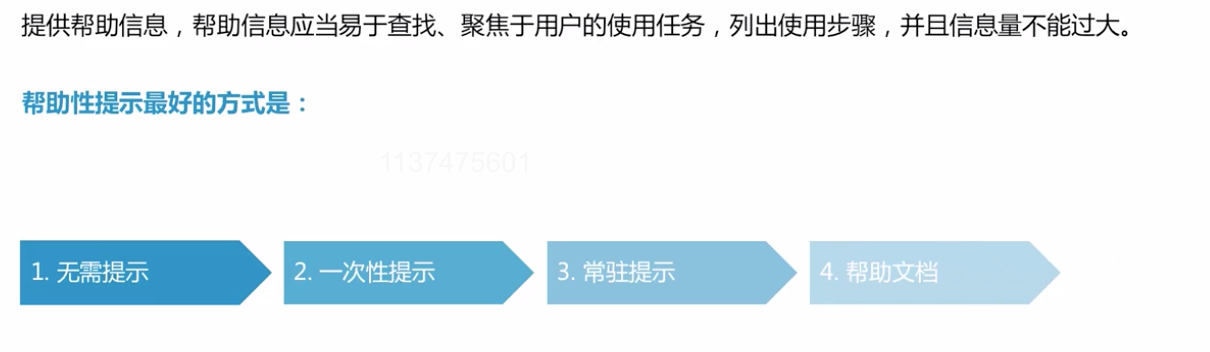 提供帮助信息，帮助信息应当易于查找、聚焦于用户的使用任务，列出使用步骤，并且信息量不能过大。
帮助性提示最好的方式是：
1137475601
1. 无需提示
2. 一次性提示
3. 常驻提示
4. 帮助文档